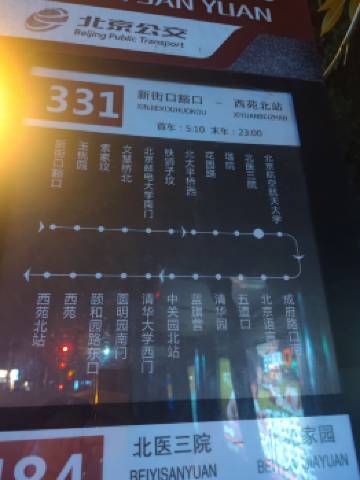 SAN YUAN
北京公交
Beijing Public Transport
331
新街口豁口 — 西苑北站
XINJIEKOUHUOKOU
XIYUANBEIZHAN
首车：5:10 末车：23:00
新街口豁口
索家坟
文慧桥北
北京邮电大学南门
铁狮子坟
北太平桥西
花园路
塔院
北医三院
北京航空航天大学
成府路口南
北京语言
五道口
清华园
蓝旗营
中关园北站
清华大学西门
圆明园南门
颐和园路东口
西苑
西苑北站
484
北医三院 —
家园
BEIYISANYUAN
JIAYUAN